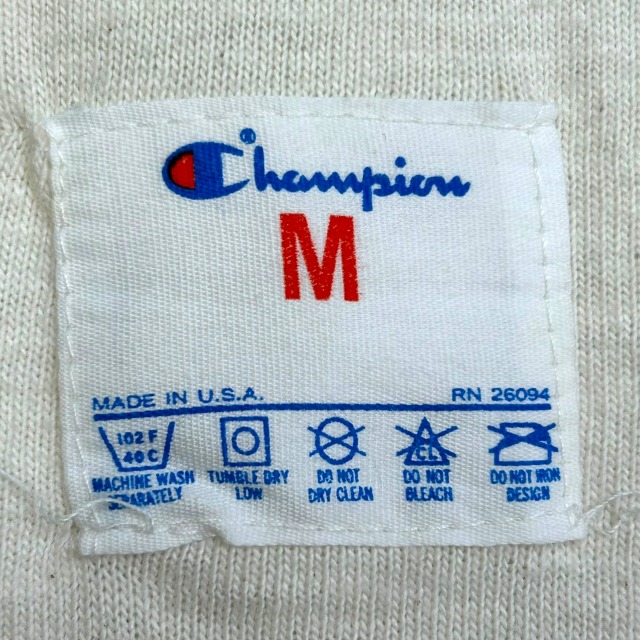 Champion®
M
MADE IN U.S.A. RN 26094
102 F
40 C
MACHINE WASH
SEPARATELY
TUMBLE DRY
LOW
DO NOT
DRY CLEAN
CL
DO NOT
BLEACH
DO NOT IRON
DESIGN